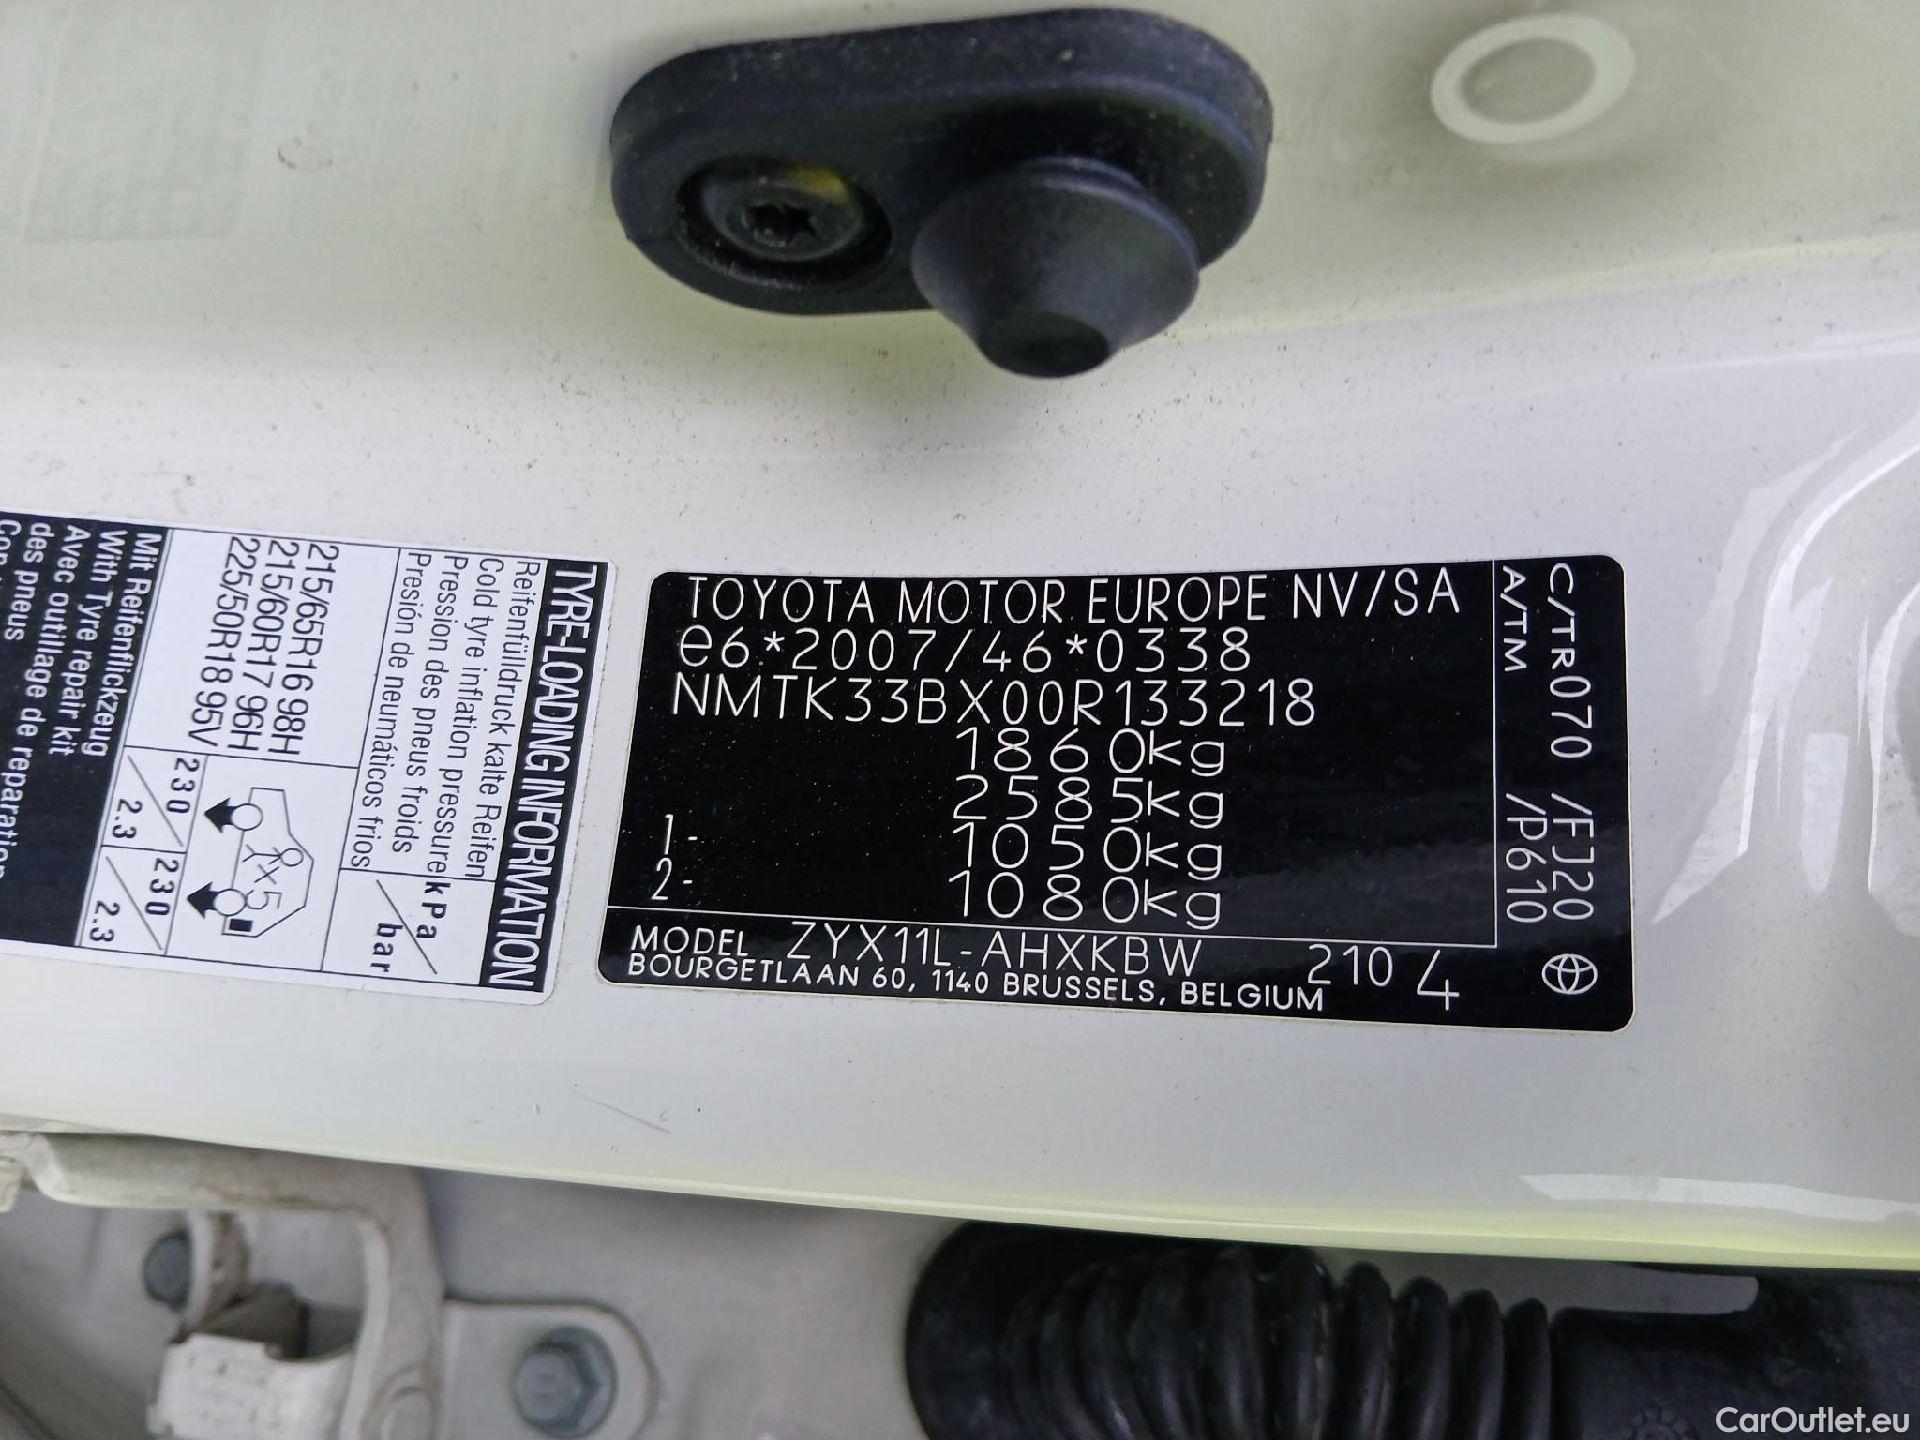 TOYOTA MOTOR EUROPE NV/SA
e6*2007/46*0338
NMTK33BX00R133218
1860kg
2585kg
1- 1050kg
2- 1080kg
MODEL ZYX11L-AHXKBW 210 4
BOURGETLAAN 60, 1140 BRUSSELS, BELGIUM
C/TR070 /FJ20
A/TM /P610
TYRE-LOADING INFORMATION
Reifenfülldruck kalte Reifen
Cold tyre inflation pressure
Pression des pneus froids
Presión de neumáticos frios
kPa
bar
215/65R16 98H
215/60R17 96H
225/50R18 95V
x5
230
2.3
230
2.3
Mit Reifenflickzeug
With Tyre repair kit
Avec outillage de reparation
des pneus
CarOutlet.eu